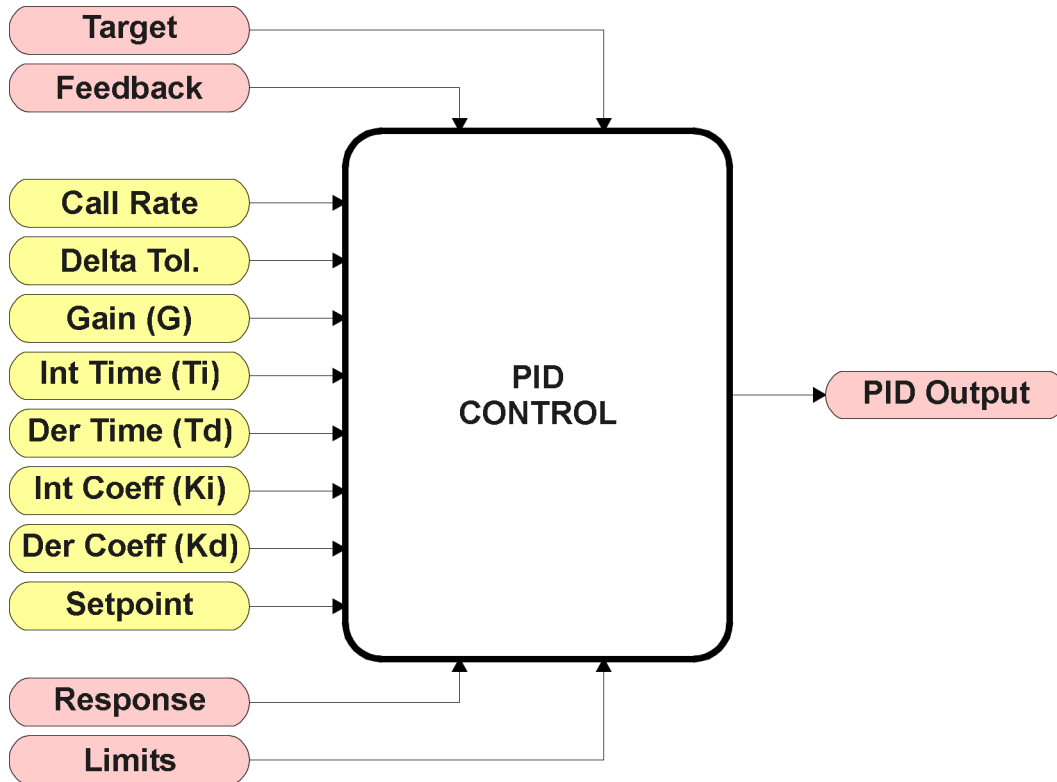 Target
Feedback
Call Rate
Delta Tol.
Gain (G)
Int Time (Ti)
Der Time (Td)
Int Coeff (Ki)
Der Coeff (Kd)
Setpoint
PID
CONTROL
PID Output
Response
Limits